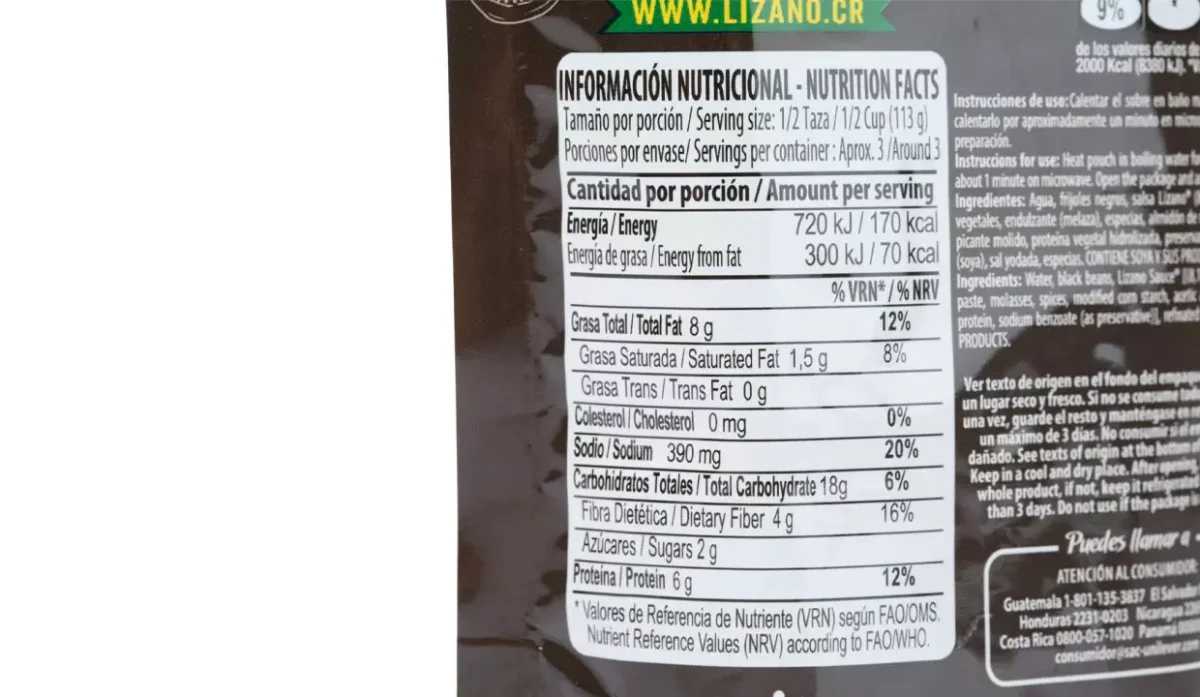 WWW.LIZANO.CR
INFORMACIÓN NUTRICIONAL - NUTRITION FACTS
Tamaño por porción / Serving size: 1/2 Taza / 1/2 Cup (113 g)
Porciones por envase/ Servings per container : Aprox. 3 /Around 3
Cantidad por porción / Amount per serving
Energía / Energy 720 kJ / 170 kcal
Energía de grasa / Energy from fat 300 kJ / 70 kcal
% VRN* / % NRV
Grasa Total / Total Fat 8 g 12%
Grasa Saturada / Saturated Fat 1,5 g 8%
Grasa Trans / Trans Fat 0 g
Colesterol / Cholesterol 0 mg 0%
Sodio / Sodium 390 mg 20%
Carbohidratos Totales / Total Carbohydrate 18g 6%
Fibra Dietética / Dietary Fiber 4 g 16%
Azúcares / Sugars 2 g
Proteína / Protein 6 g 12%
* Valores de Referencia de Nutriente (VRN) según FAO/OMS.
Nutrient Reference Values (NRV) according to FAO/WHO.
9%
de los valores diarios de
2000 Kcal (8380 kJ).
Instrucciones de uso: Calentar el sobre en baño
calentarlo por aproximadamente un minuto en
preparación.
Instruccions for use: Heat pouch in boiling water
about 1 minute on microwave. Open the package and
Ingredientes: Agua, frijoles negros, salsa Lizano
vegetales, endulzante (melaza), especias, almidón de
picante molido, proteína vegetal hidrolizada,
(soya), sal yodada, especias. CONTIENE SOYA Y SUS
Ingredients: Water, black beans, Lizano Sauce
paste, molasses, spices, modified corn starch,
protein, sodium benzoate (as preservative)],
PRODUCTS.
Ver texto de origen en el fondo del
un lugar seco y fresco. Si no se consume
una vez, guarde el resto y manténgase en
un máximo de 3 días. No consumir si el
dañado. See texts of origin at the bottom
Keep in a cool and dry place. After opening
whole product, if not, keep it
than 3 days. Do not use if the package
Puedes llamar a
ATENCIÓN AL CONSUMIDOR
Guatemala 1-801-135-3837 El
Honduras 2231-0203 Nicaragua
Costa Rica 0800-057-1020 Panamá